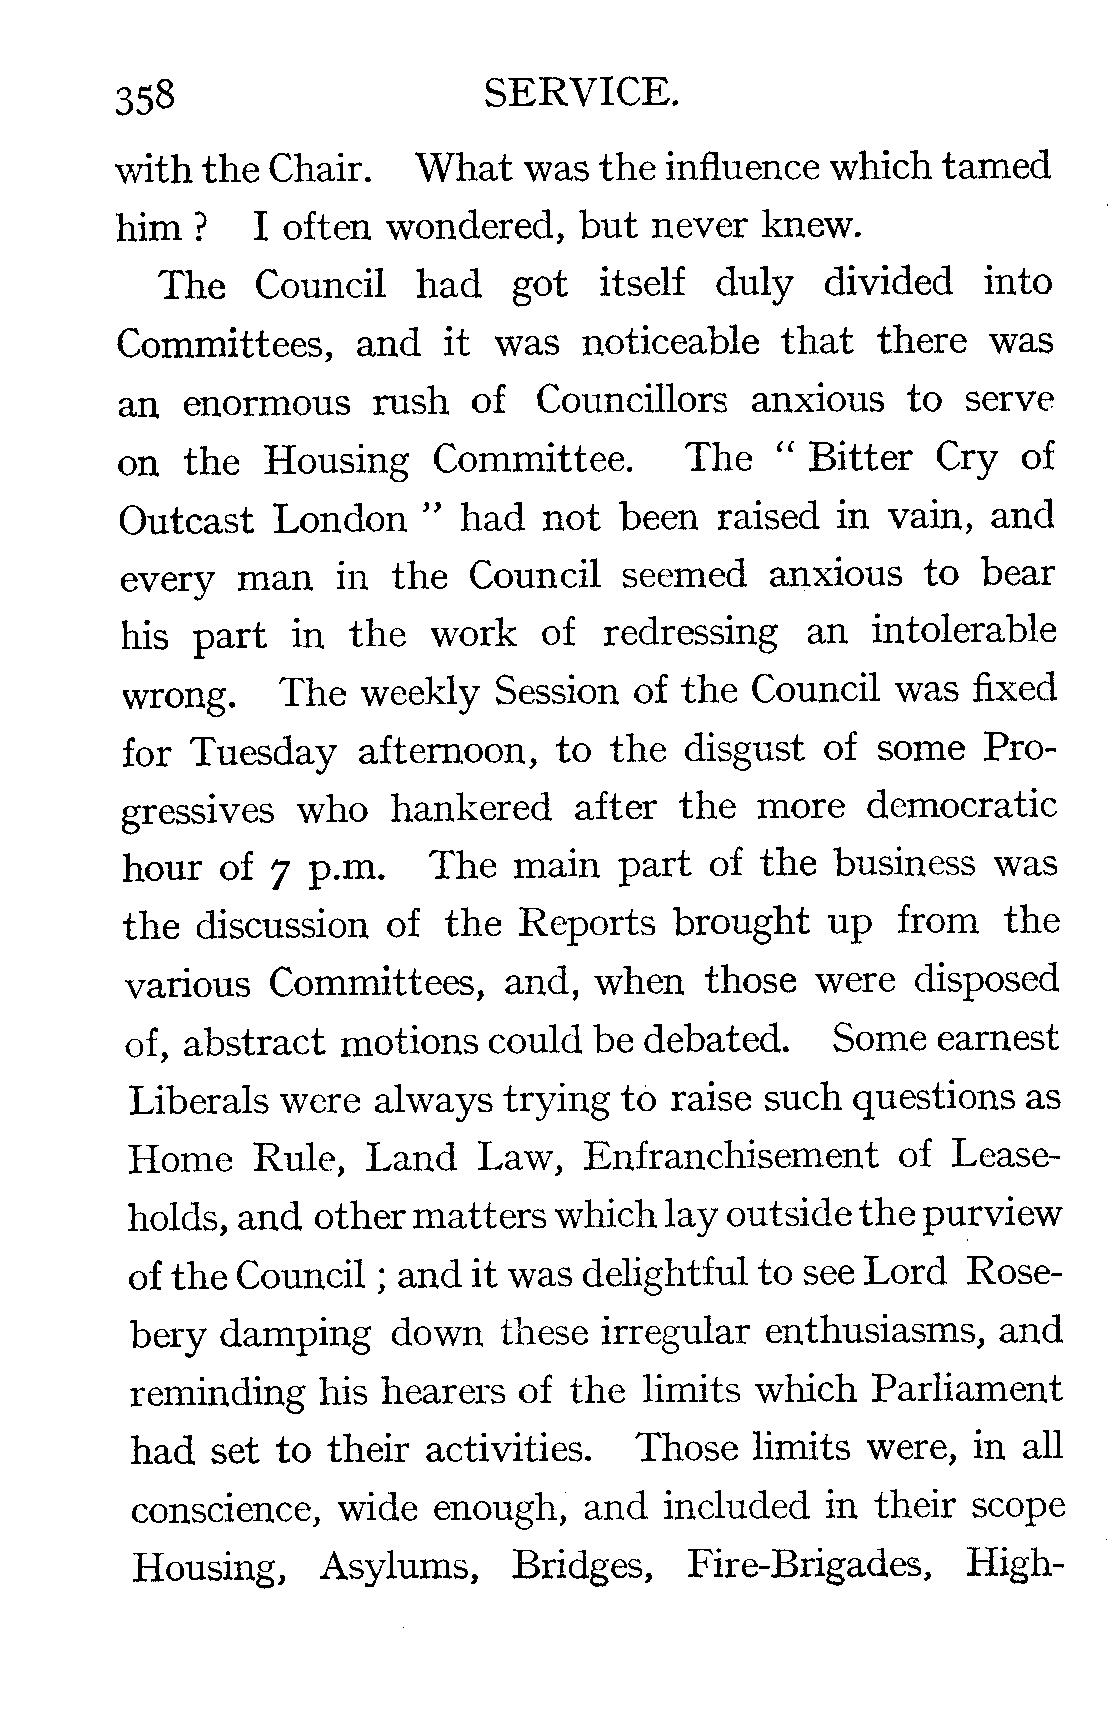 358 SERVICE.
with the Chair. What was the influence which tamed
him ? I often wondered, but never knew.
The Council had got itself duly divided into
Committees, and it was noticeable that there was
an enormous rush of Councillors anxious to serve
on the Housing Committee. The “ Bitter Cry of
Outcast London ” had not been raised in vain, and
every man in the Council seemed anxious to bear
his part in the work of redressing an intolerable
wrong. The weekly Session of the Council was fixed
for Tuesday afternoon, to the disgust of some Pro-
gressives who hankered after the more democratic
hour of 7 p.m. The main part of the business was
the discussion of the Reports brought up from the
various Committees, and, when those were disposed
of, abstract motions could be debated. Some earnest
Liberals were always trying to raise such questions as
Home Rule, Land Law, Enfranchisement of Lease-
holds, and other matters which lay outside the purview
of the Council ; and it was delightful to see Lord Rose-
bery damping down these irregular enthusiasms, and
reminding his hearers of the limits which Parliament
had set to their activities. Those limits were, in all
conscience, wide enough, and included in their scope
Housing, Asylums, Bridges, Fire-Brigades, High-